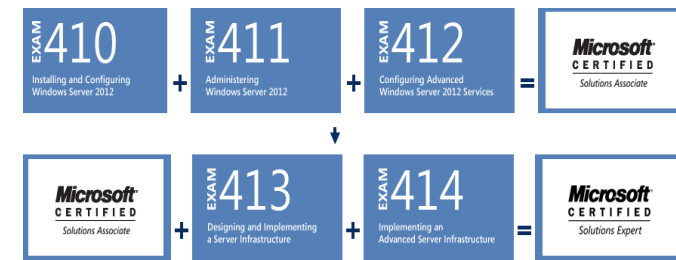 EXAM 410
Installing and Configuring
Windows Server 2012
+
EXAM 411
Administering
Windows Server 2012
+
EXAM 412
Configuring Advanced
Windows Server 2012 Services
=
Microsoft
CERTIFIED
Solutions Associate
Microsoft
CERTIFIED
Solutions Associate
+
EXAM 413
Designing and Implementing
a Server Infrastructure
+
EXAM 414
Implementing an
Advanced Server Infrastructure
=
Microsoft
CERTIFIED
Solutions Expert